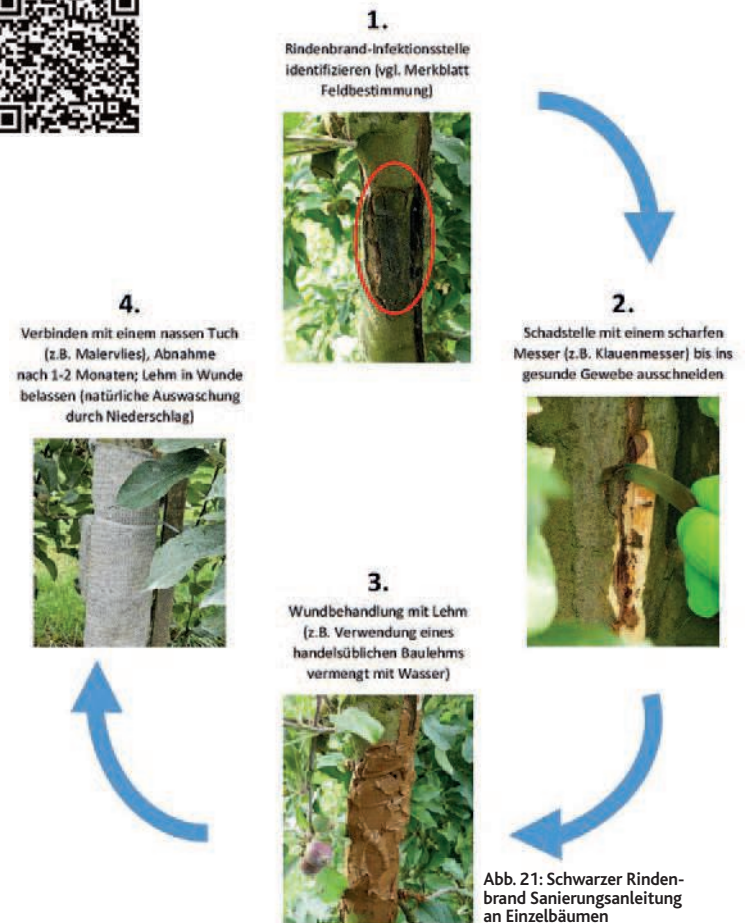 1.
Rindenbrand-Infektionsstelle
identifizieren (vgl. Merkblatt
Feldbestimmung)
2.
Schadstelle mit einem scharfen
Messer (z.B. Klauenmesser) bis ins
gesunde Gewebe ausschneiden
3.
Wundbehandlung mit Lehm
(z.B. Verwendung eines
handelsüblichen Baulehms
vermengt mit Wasser)
4.
Verbinden mit einem nassen Tuch
(z.B. Malervlies), Abnahme
nach 1-2 Monaten; Lehm in Wunde
belassen (natürliche Auswaschung
durch Niederschlag)
Abb. 21: Schwarzer Rinden-
brand Sanierungsanleitung
an Einzelbäumen